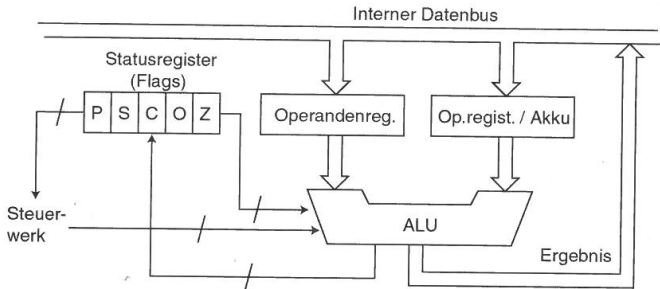 Interner Datenbus
Statusregister
(Flags)
P S C O Z
Operandenreg.
Op.regist. / Akku
Steuer-
werk
ALU
Ergebnis